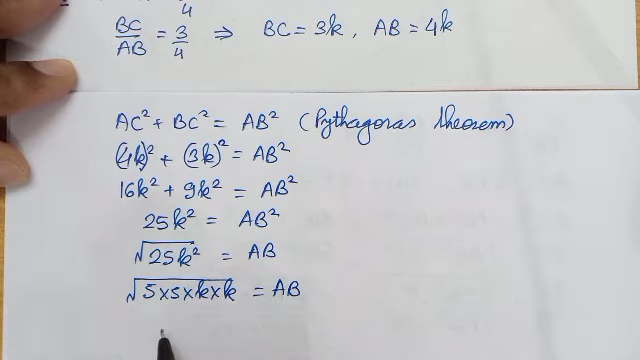 4
BC/AB = 3/4 ⇒ BC = 3k, AB = 4k
AC² + BC² = AB² (Pythagoras theorem)
(4k)² + (3k)² = AB²
16k² + 9k² = AB²
25k² = AB²
√25k² = AB
√5×5×k×k = AB